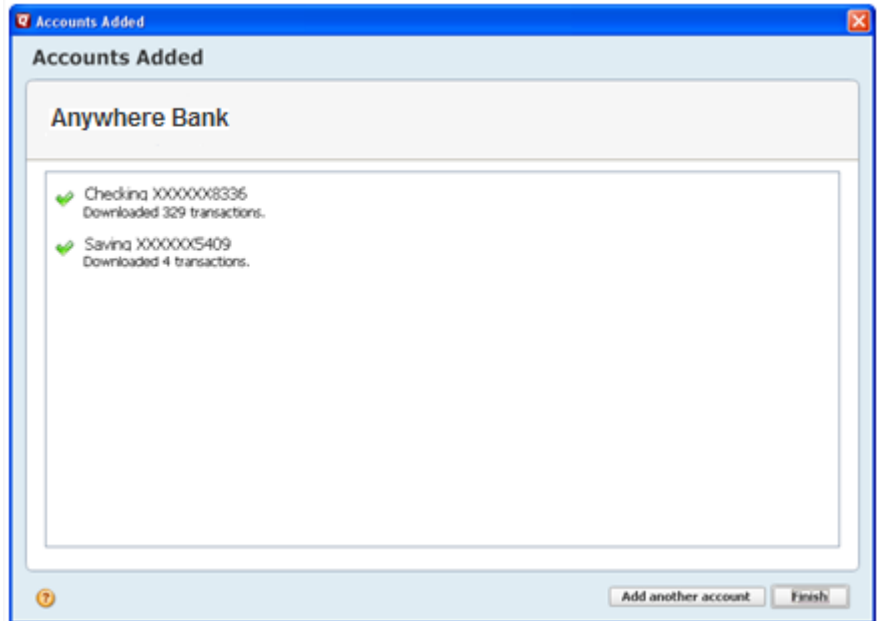 Accounts Added
Accounts Added
Anywhere Bank
Checking XXXXXX8336
Downloaded 329 transactions.
Saving XXXXXX5409
Downloaded 4 transactions.
?
Add another account
Finish